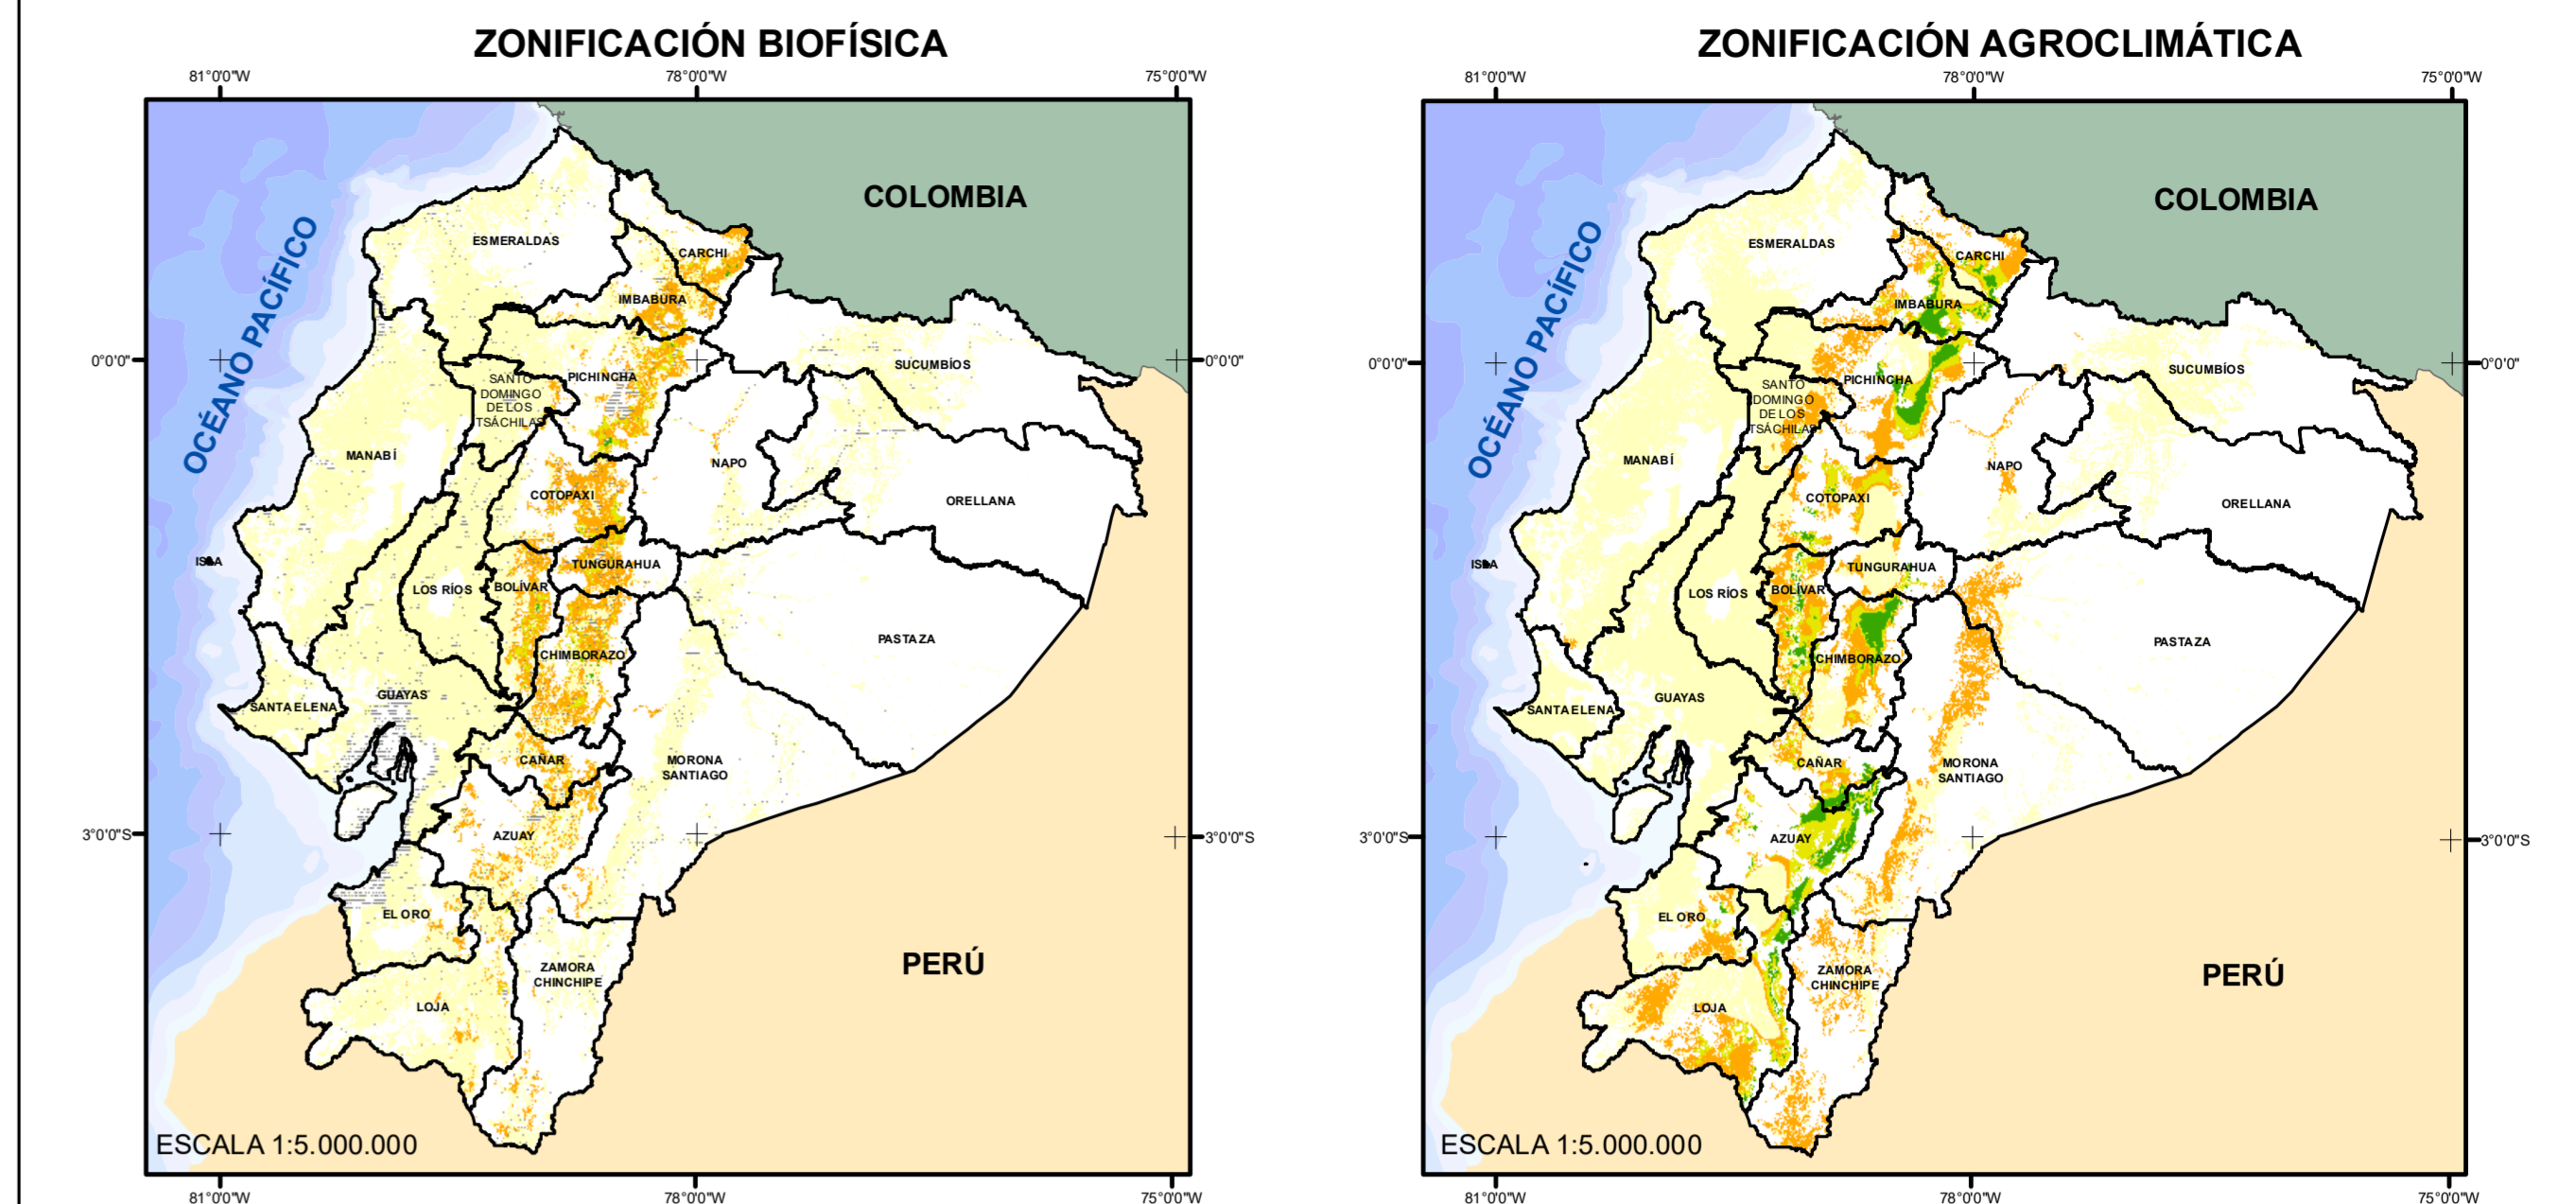 ZONIFICACIÓN BIOFÍSICA
81°0'0"W
78°0'0"W
75°0'0"W
COLOMBIA
OCÉANO PACÍFICO
ESMERALDAS
CARCHI
IMBABURA
0°0'0"
0°0'0"
SUCUMBÍOS
PICHINCHA
SANTO
DOMINGO
DE LOS
TSÁCHILAS
MANABÍ
NAPO
COTOPAXI
ORELLANA
ISLA
TUNGURAHUA
LOS RÍOS
BOLÍVAR
PASTAZA
CHIMBORAZO
GUAYAS
SANTA ELENA
CAÑAR
MORONA
SANTIAGO
3°0'0"S
3°0'0"S
AZUAY
EL ORO
PERÚ
ZAMORA
CHINCHIPE
LOJA
ESCALA 1:5.000.000
81°0'0"W
78°0'0"W
75°0'0"W
ZONIFICACIÓN AGROCLIMÁTICA
81°0'0"W
78°0'0"W
75°0'0"W
COLOMBIA
OCÉANO PACÍFICO
ESMERALDAS
CARCHI
IMBABURA
0°0'0"
0°0'0"
SUCUMBÍOS
PICHINCHA
SANTO
DOMINGO
DE LOS
TSÁCHILAS
MANABÍ
NAPO
COTOPAXI
ORELLANA
ISLA
TUNGURAHUA
LOS RÍOS
BOLÍVAR
PASTAZA
CHIMBORAZO
GUAYAS
SANTA ELENA
CAÑAR
MORONA
SANTIAGO
3°0'0"S
3°0'0"S
AZUAY
EL ORO
PERÚ
ZAMORA
CHINCHIPE
LOJA
ESCALA 1:5.000.000
81°0'0"W
78°0'0"W
75°0'0"W